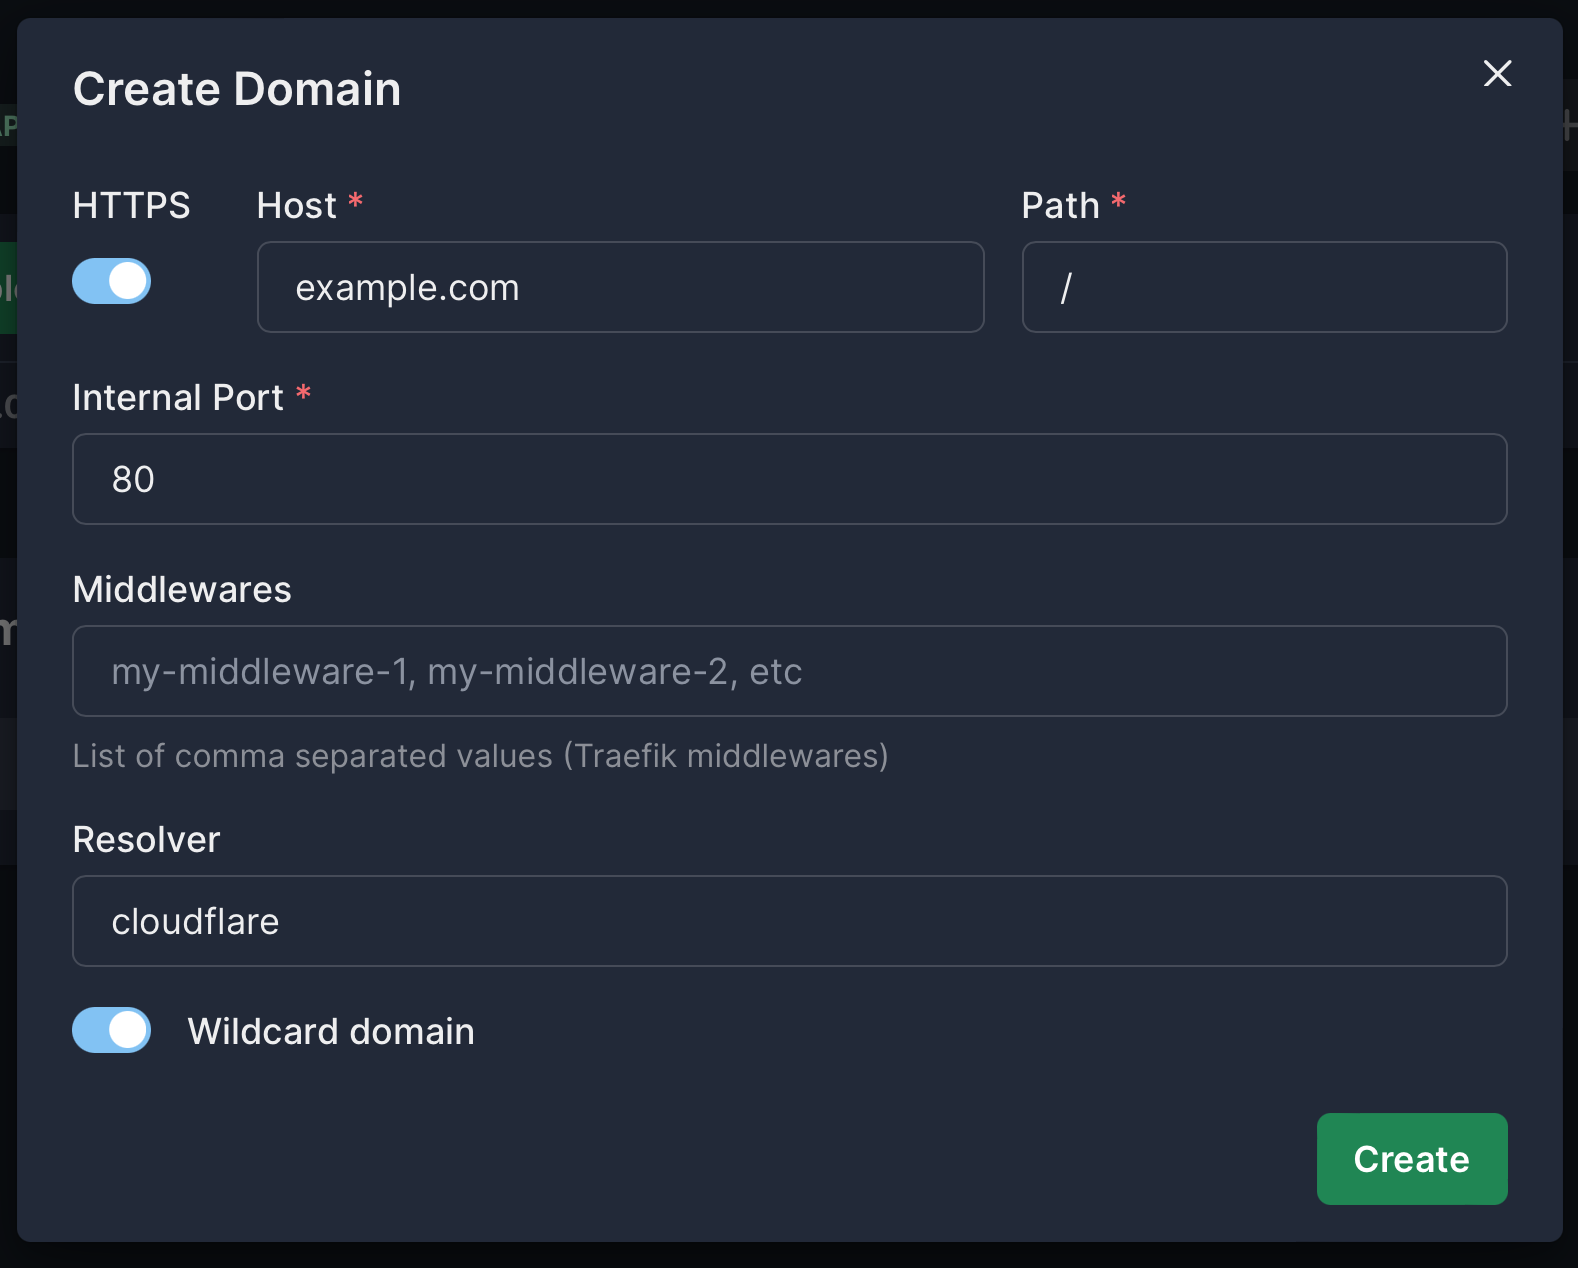 Create Domain
HTTPS
Host *
Path *
example.com
/
Internal Port *
80
Middlewares
my-middleware-1, my-middleware-2, etc
List of comma separated values (Traefik middlewares)
Resolver
cloudflare
Wildcard domain
Create